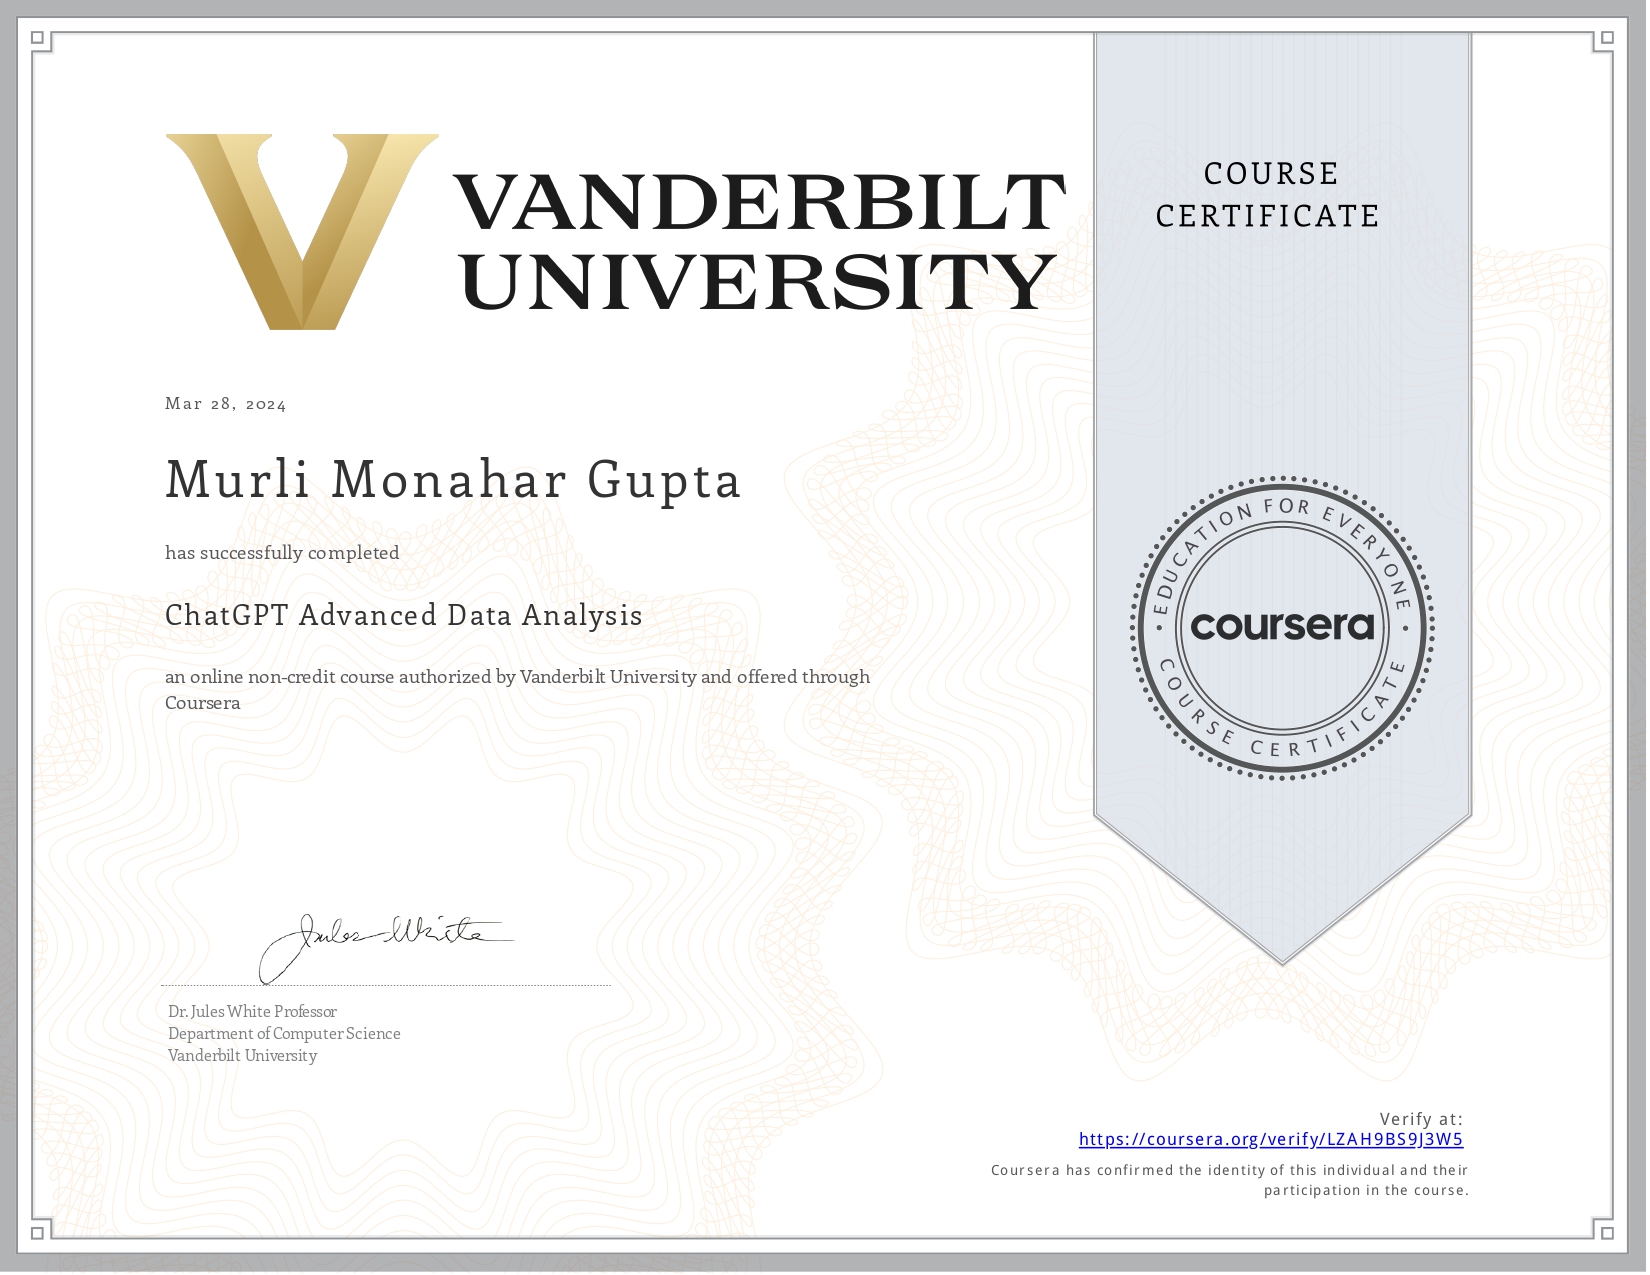 VANDERBILT
UNIVERSITY
COURSE
CERTIFICATE
Mar 28, 2024
Murli Monahar Gupta
has successfully completed
ChatGPT Advanced Data Analysis
an online non-credit course authorized by Vanderbilt University and offered through
Coursera
EDUCATION FOR EVERYONE
coursera
COURSE CERTIFICATE
Jules White
Dr. Jules White Professor
Department of Computer Science
Vanderbilt University
Verify at:
https://coursera.org/verify/LZAH9BS9J3W5
Coursera has confirmed the identity of this individual and their
participation in the course.